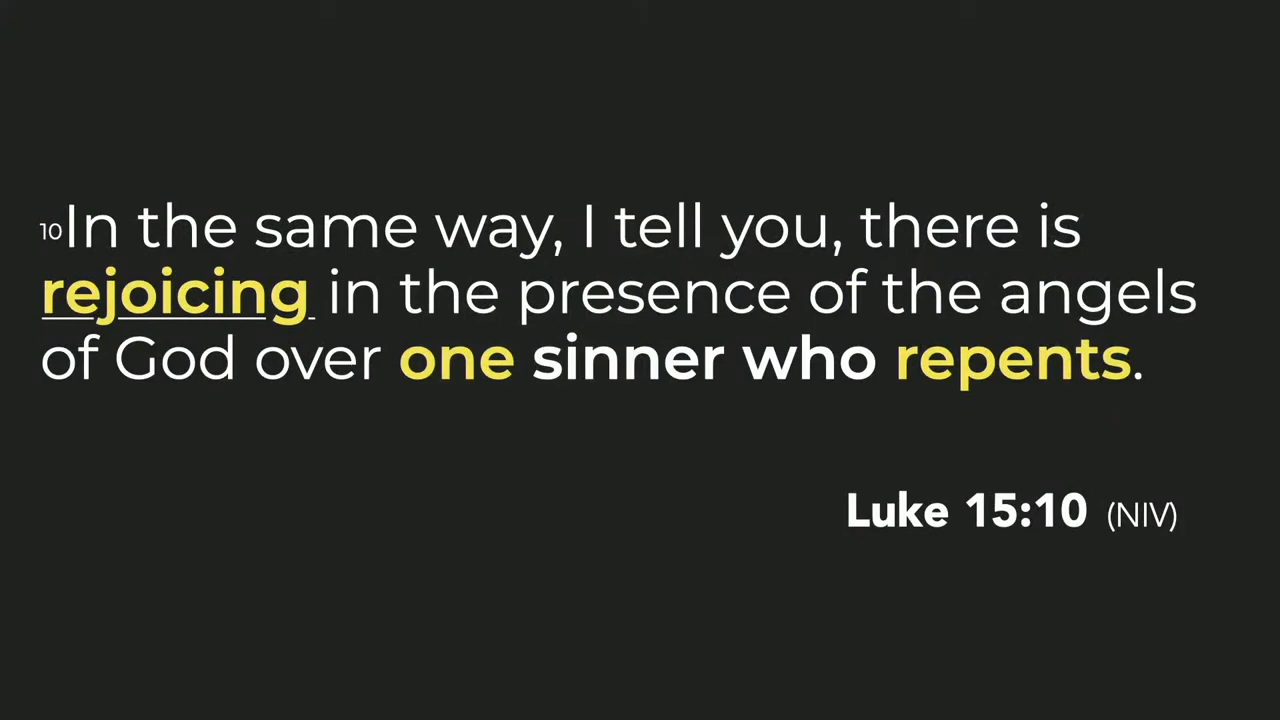 10In the same way, I tell you, there is
rejoicing in the presence of the angels
of God over one sinner who repents.
Luke 15:10 (NIV)